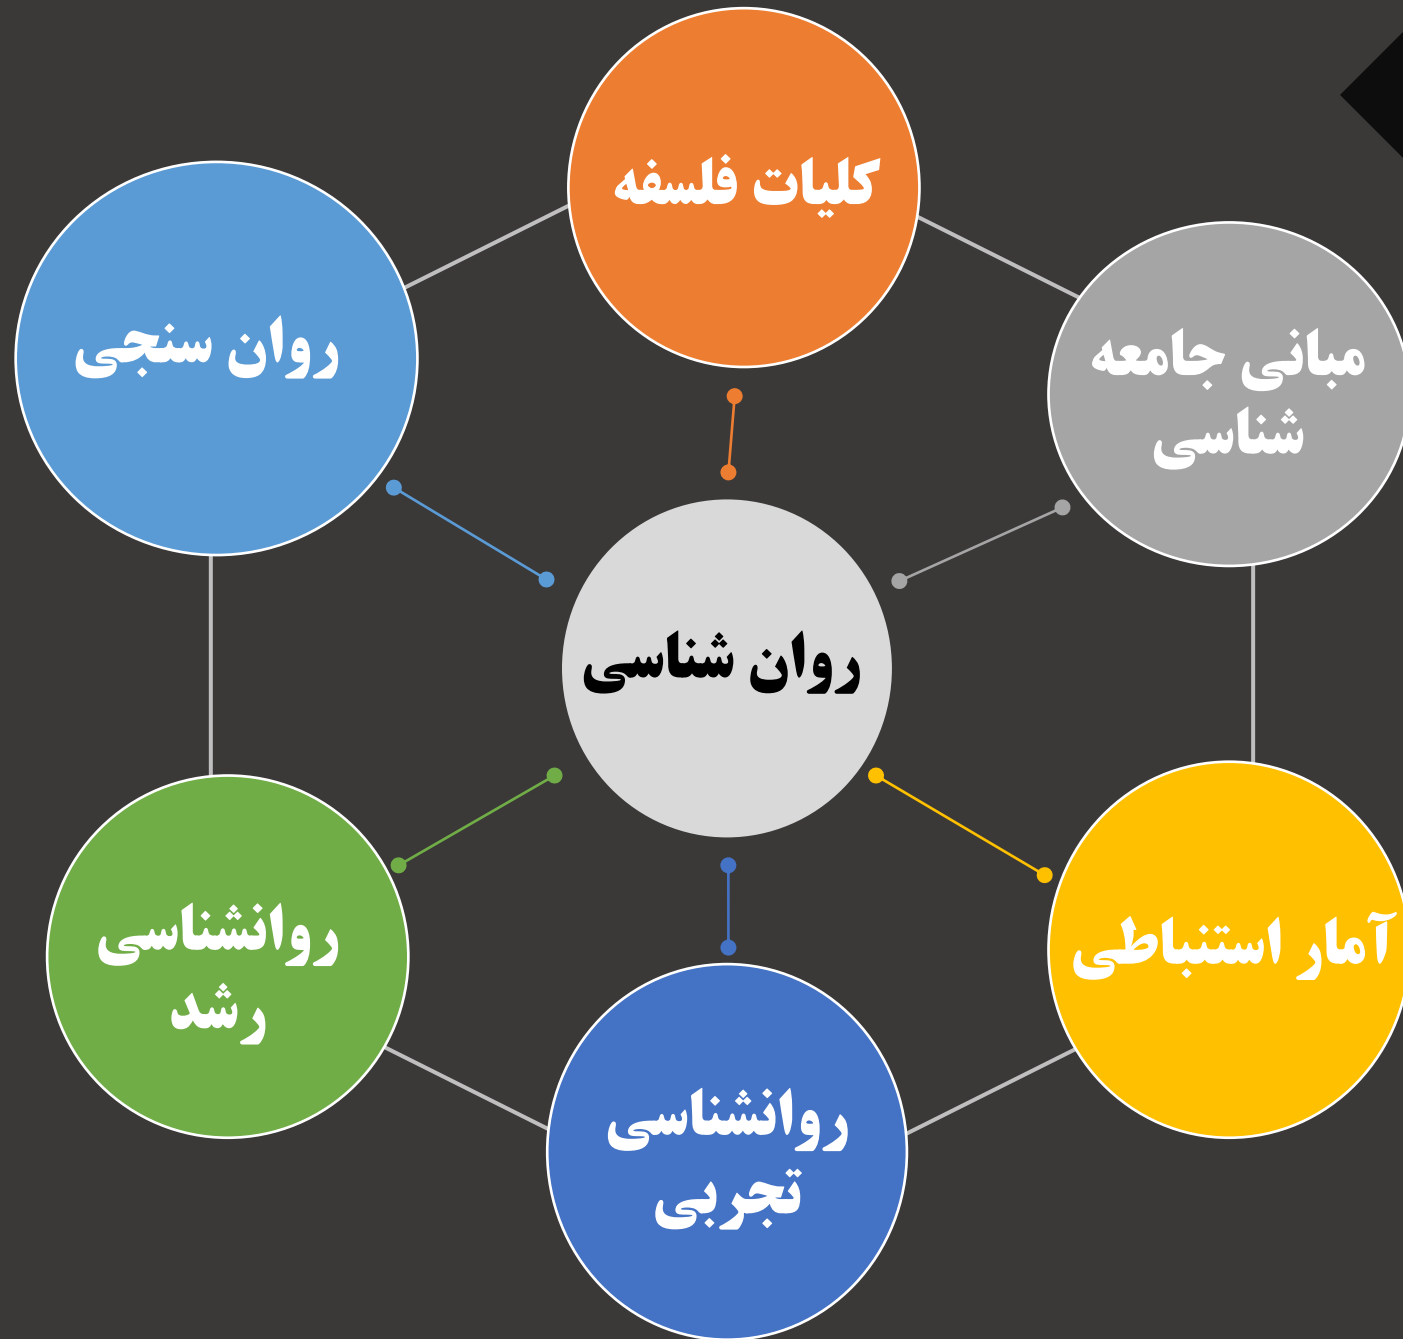 کلیات فلسفه
روان سنجی
مبانی جامعه
شناسی
روان شناسی
روانشناسی
رشد
آمار استنباطی
روانشناسی
تجربی